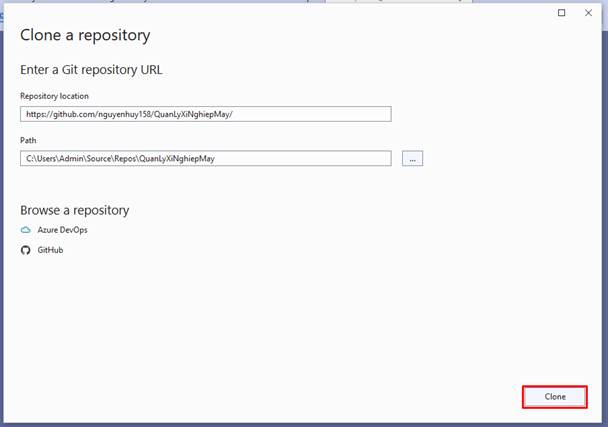 Clone a repository
Enter a Git repository URL
Repository location
https://github.com/nguyenhuy158/QuanLyXiNghiepMay/
Path
C:\Users\Admin\Source\Repos\QuanLyXiNghiepMay
...
Browse a repository
Azure DevOps
GitHub
Clone